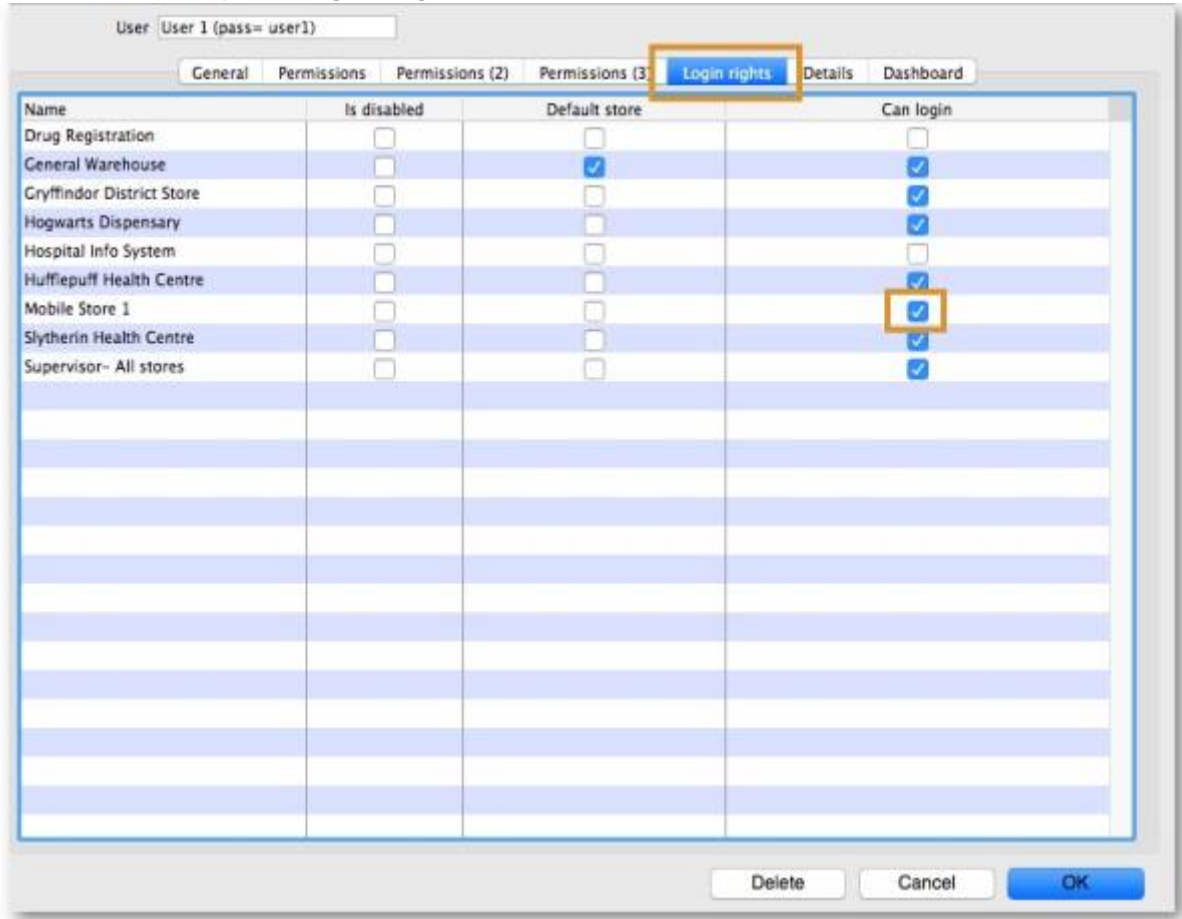 User User 1 (pass= user1)
General Permissions Permissions (2) Permissions (3) Login rights Details Dashboard
Name Is disabled Default store Can login
Drug Registration
General Warehouse
Gryffindor District Store
Hogwarts Dispensary
Hospital Info System
Hufflepuff Health Centre
Mobile Store 1
Slytherin Health Centre
Supervisor- All stores
Delete Cancel OK